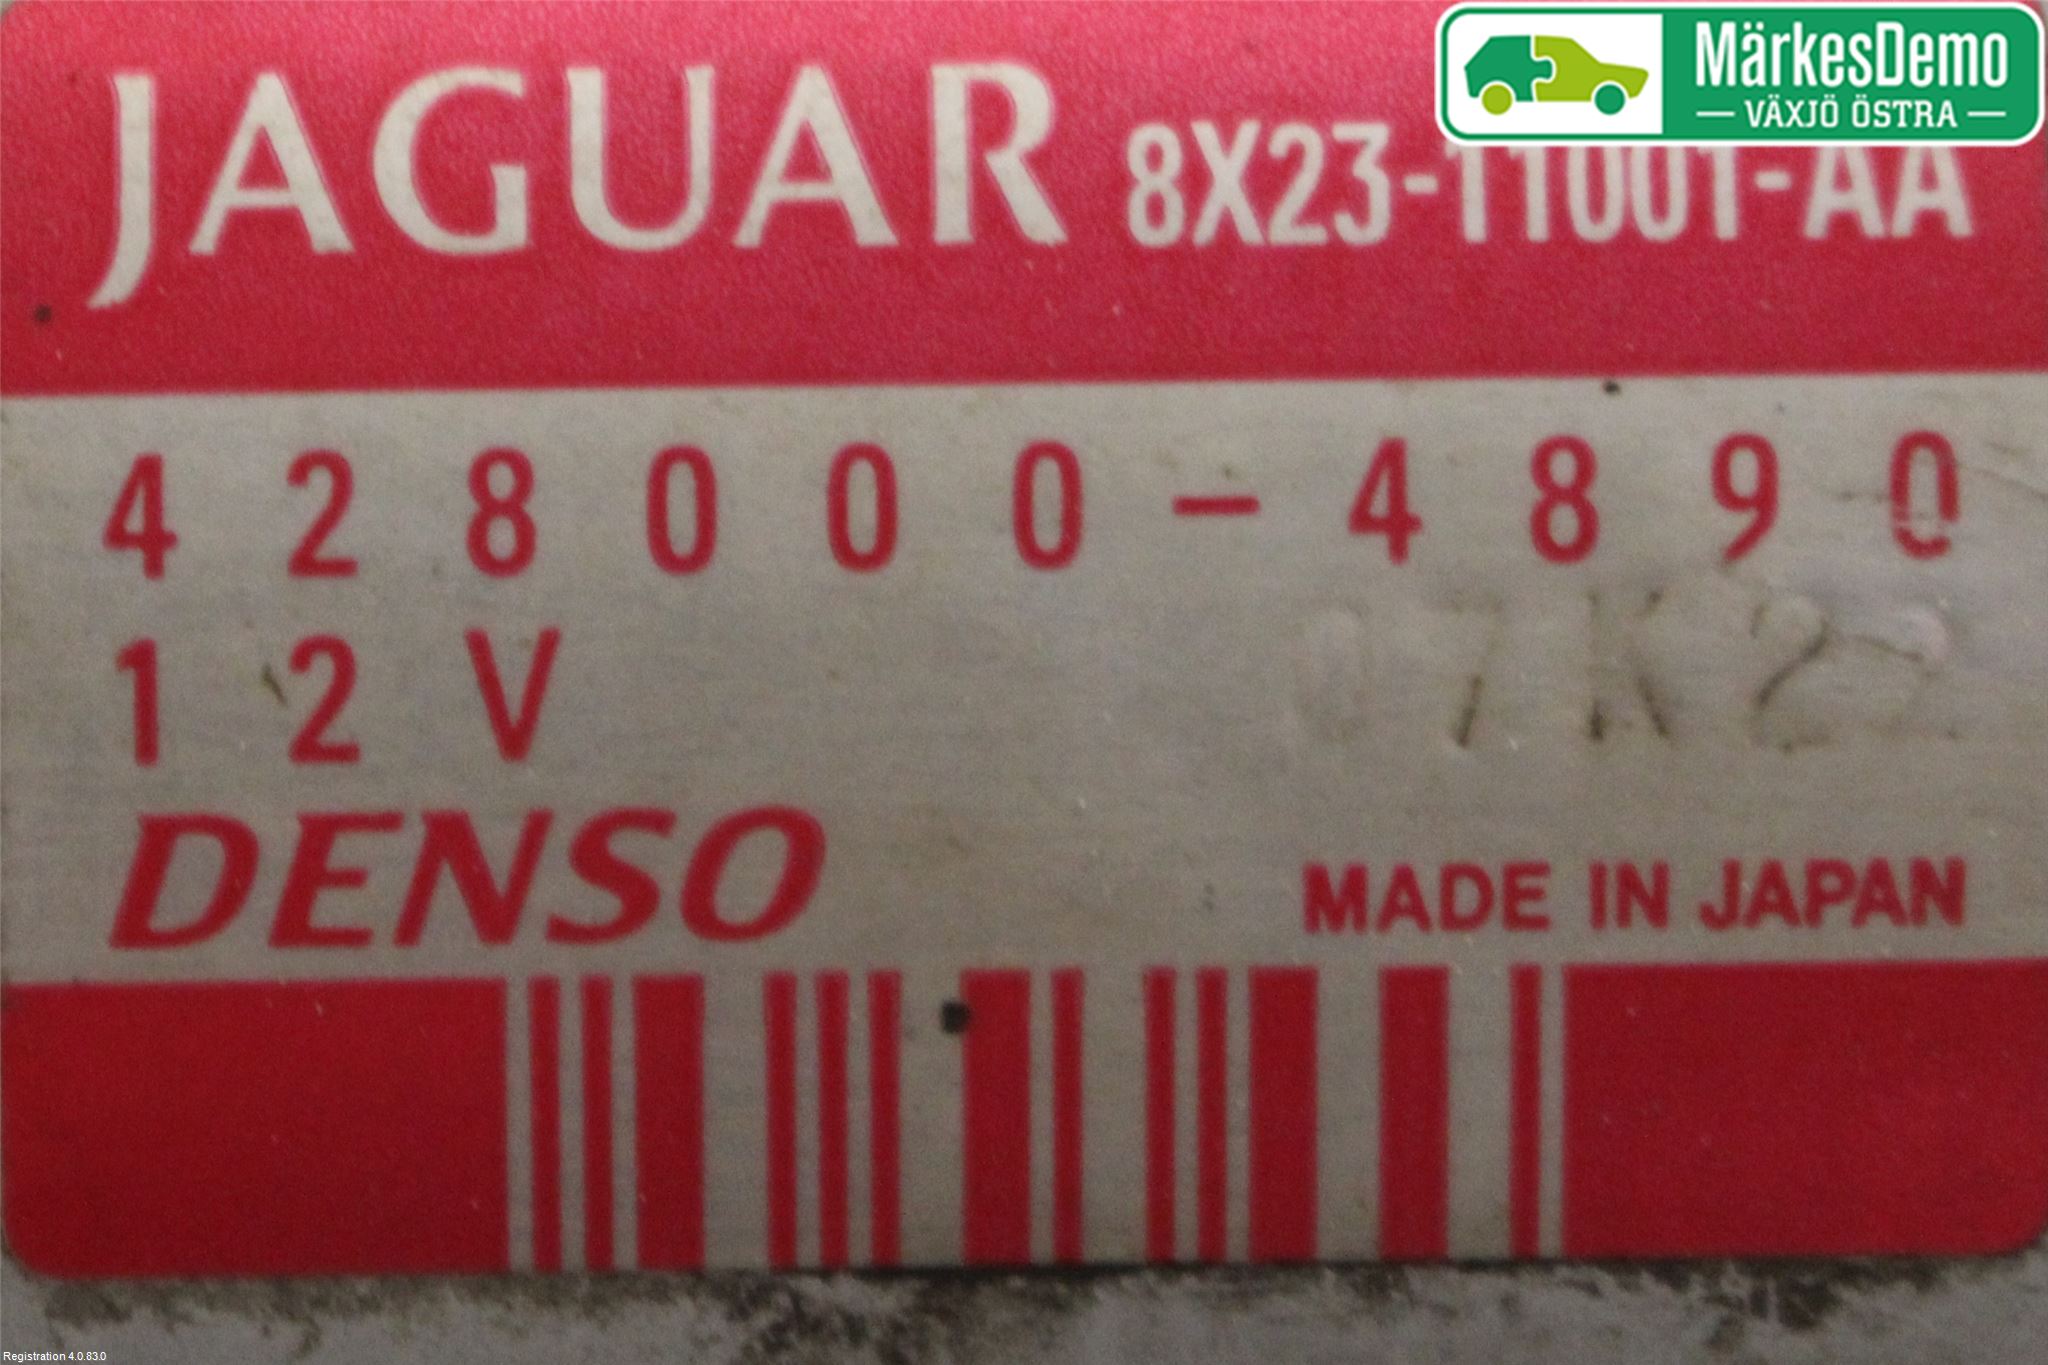 MärkesDemo
VÄXJÖ ÖSTRA
JAGUAR 8X23-11001-AA
428000-4890
12V 07K22
DENSO
MADE IN JAPAN
Registration 4.0.83.0